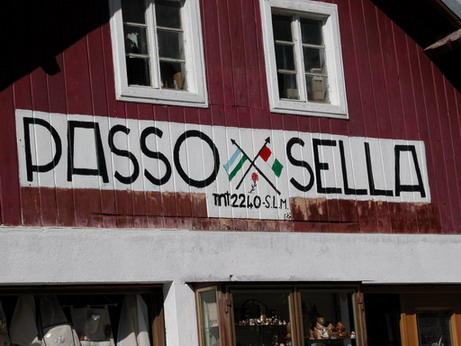 PASSO SELLA
mt 2240-S.L.M.